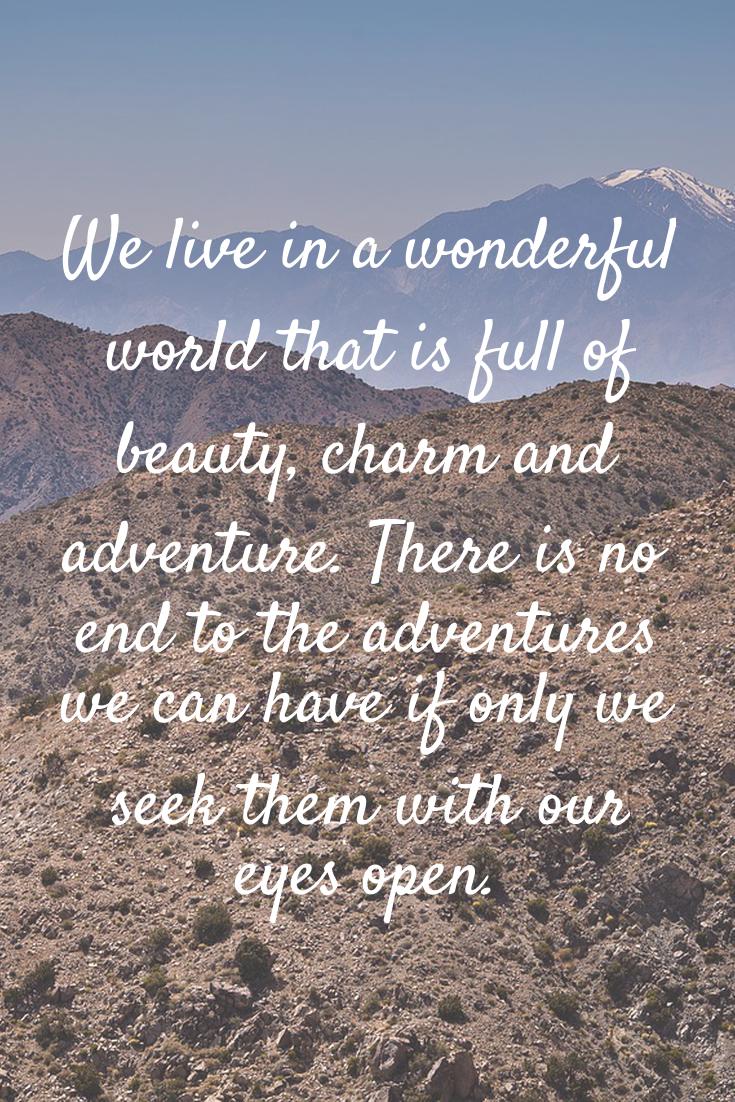 We live in a wonderful
world that is full of
beauty, charm and
adventure. There is no
end to the adventures
we can have if only we
seek them with our
eyes open.